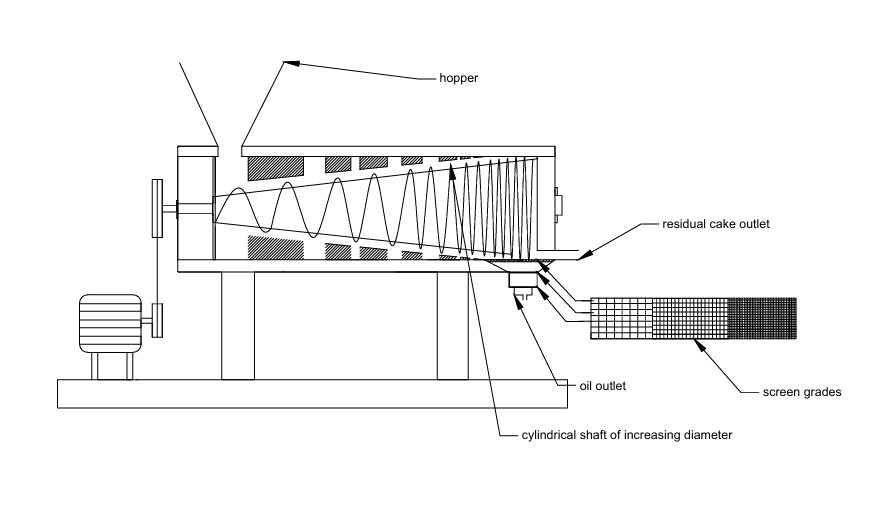 hopper
residual cake outlet
oil outlet
screen grades
cylindrical shaft of increasing diameter